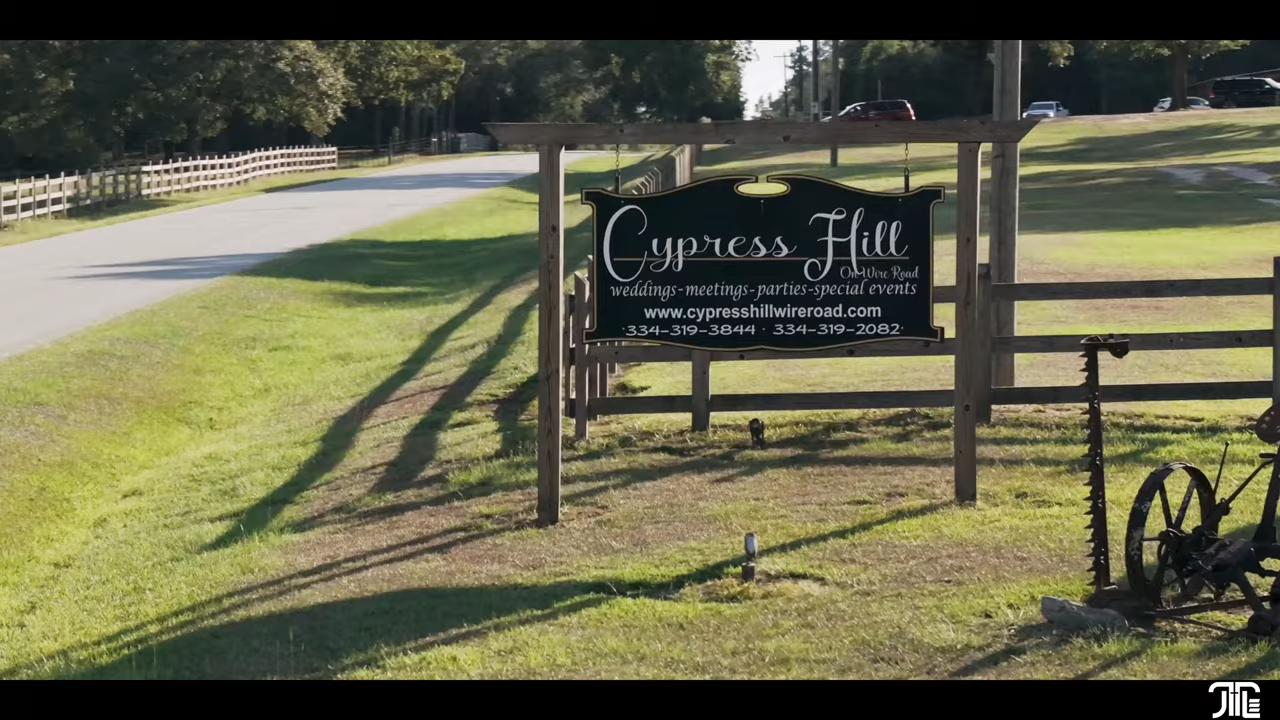 Cypress Hill
On Wire Road
weddings-meetings-parties-special events
www.cypresshillwireroad.com
334-319-3844 · 334-319-2082